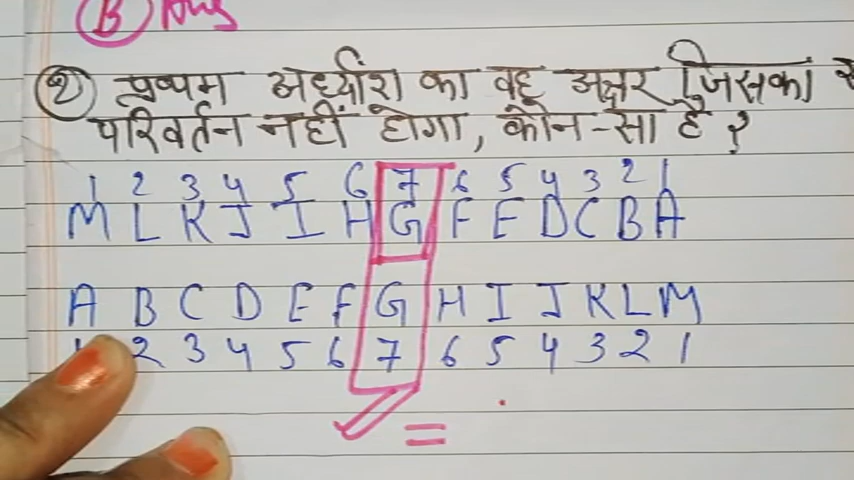 (B) Ans
(2) प्रथम अर्ध्यांश का वह अक्षर जिसका
परिवर्तन नहीं होगा, कौन-सा है ?
1 2 3 4 5 6 7 6 5 4 3 2 1
M L K J I H G F E D C B A
A B C D E F G H I J K L M
1 2 3 4 5 6 7 6 5 4 3 2 1
=